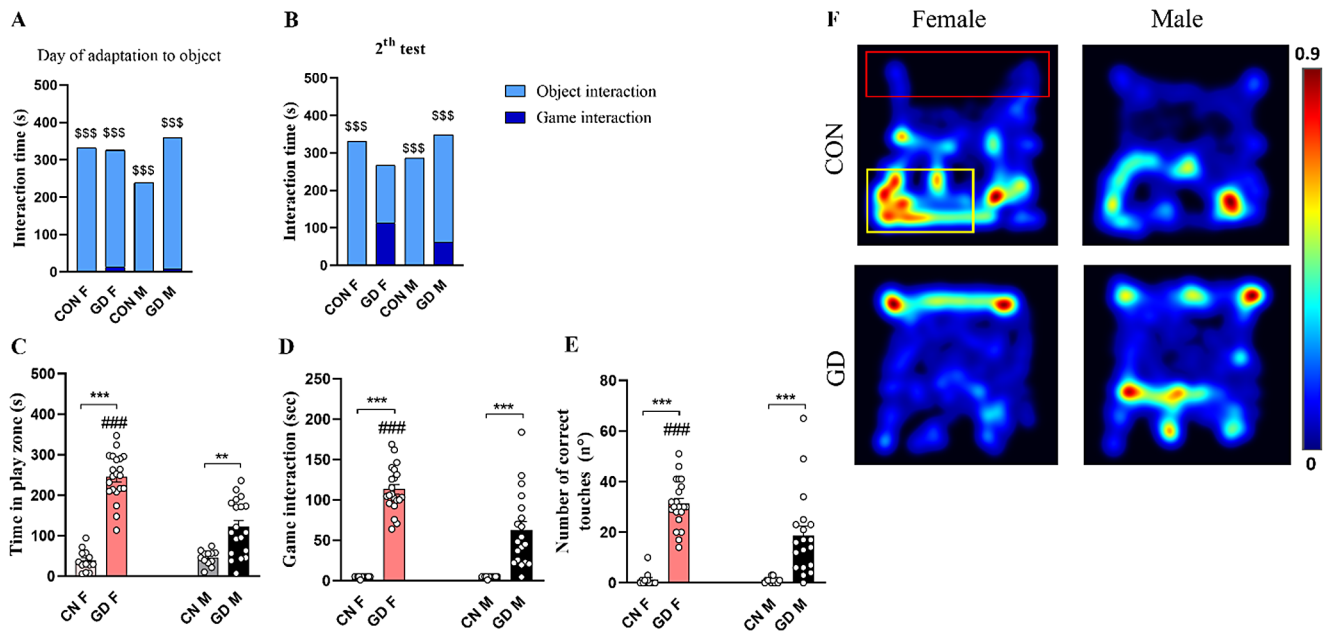 A
Day of adaptation to object
Interaction time (s)
500
400
300
200
100
0
$$$
$$$
$$$
$$$
CON F
GD F
CON M
GD M
B
2th test
Interaction time (s)
500
400
300
200
100
0
$$$
$$$
$$$
CON F
GD F
CON M
GD M
Object interaction
Game interaction
C
Time in play zone (s)
500
400
300
200
100
0
***
###
**
CN F
GD F
CN M
GD M
D
Game interaction (sec)
250
200
150
100
50
0
***
###
***
CN F
GD F
CN M
GD M
E
Number of correct
touches (n°)
80
60
40
20
0
***
###
***
CN F
GD F
CN M
GD M
F
Female
Male
CON
GD
0.9
0